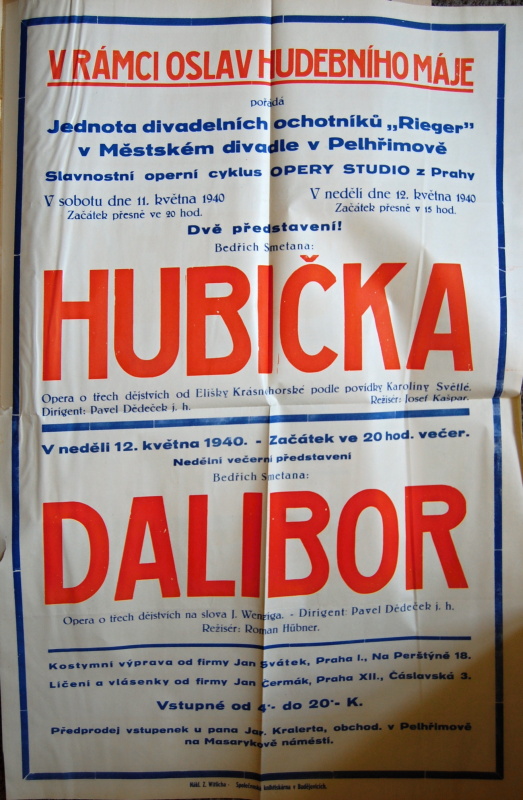 V RÁMCI OSLAV HUDEBNÍHO MÁJE
pořádá
Jednota divadelních ochotníků „Rieger"
v Městském divadle v Pelhřimově
Slavnostní operní cyklus OPERY STUDIO z Prahy
V sobotu dne 11. května 1940
Začátek přesně ve 20 hod.
V neděli dne 12. května 1940
Začátek přesně v 15 hod.
Dvě představení!
Bedřich Smetana:
HUBIČKA
Opera o třech dějstvích od Elišky Krásnohorské podle povídky Karoliny Světlé.
Dirigent: Pavel Dědeček j. h.
Režisér: Josef Kašpar.
V neděli 12. května 1940. - Začátek ve 20 hod. večer.
Nedělní večerní představení
Bedřich Smetana:
DALIBOR
Opera o třech dějstvích na slova J. Wenziga. - Dirigent: Pavel Dědeček j. h.
Režisér: Roman Hübner.
Kostymní výprava od firmy Jan Svátek, Praha I., Na Perštýně 18.
Líčení a vlásenky od firmy Jan Čermák, Praha XII., Čáslavská 3.
Vstupné od 4·- do 20·- K.
Předprodej vstupenek u pana Jar. Kralerta, obchod. v Pelhřimově
na Masarykově náměstí.
Společenská knihtiskárna v Budějovicích.